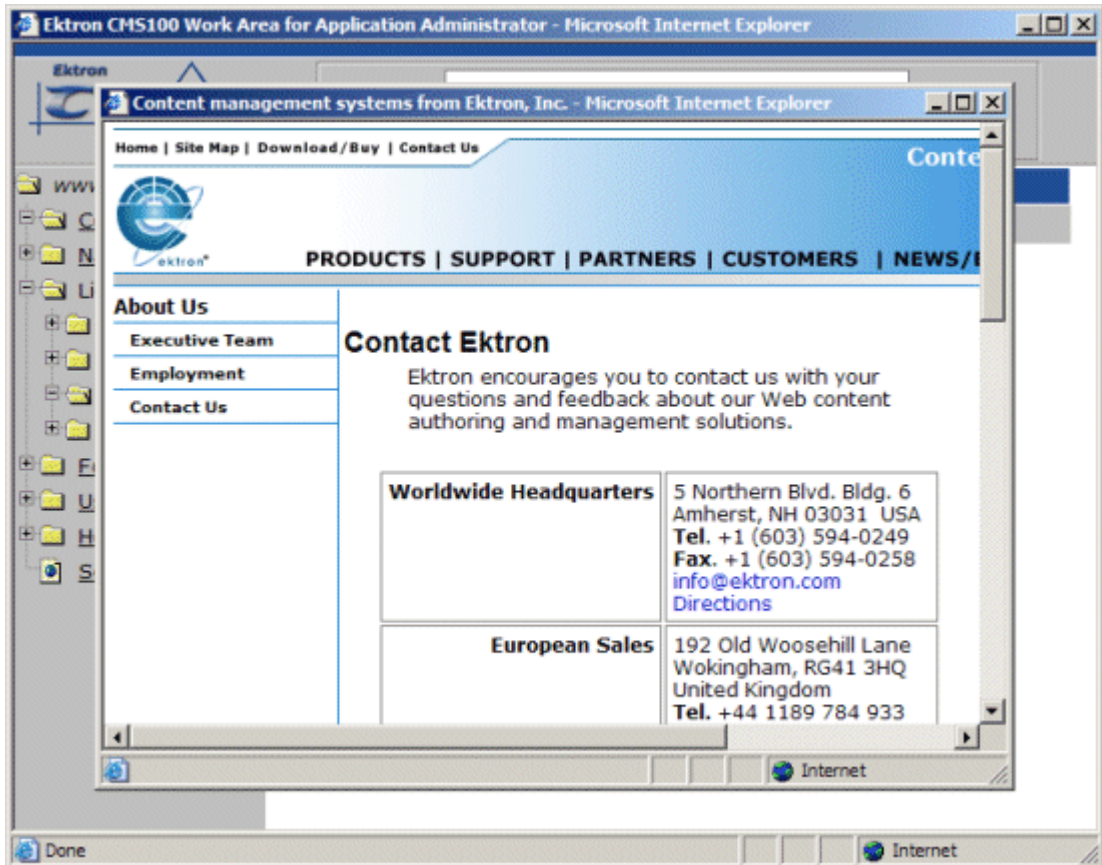 Ektron CMS100 Work Area for Application Administrator - Microsoft Internet Explorer
Ektron
Content management systems from Ektron, Inc. - Microsoft Internet Explorer
Home | Site Map | Download/Buy | Contact Us
Conte
ektron®
PRODUCTS | SUPPORT | PARTNERS | CUSTOMERS | NEWS/
www
C
N
Li
F
U
H
S
About Us
Executive Team
Employment
Contact Us
Contact Ektron
Ektron encourages you to contact us with your
questions and feedback about our Web content
authoring and management solutions.
Worldwide Headquarters
5 Northern Blvd. Bldg. 6
Amherst, NH 03031 USA
Tel. +1 (603) 594-0249
Fax. +1 (603) 594-0258
info@ektron.com
Directions
European Sales
192 Old Woosehill Lane
Wokingham, RG41 3HQ
United Kingdom
Tel. +44 1189 784 933
Internet
Done
Internet